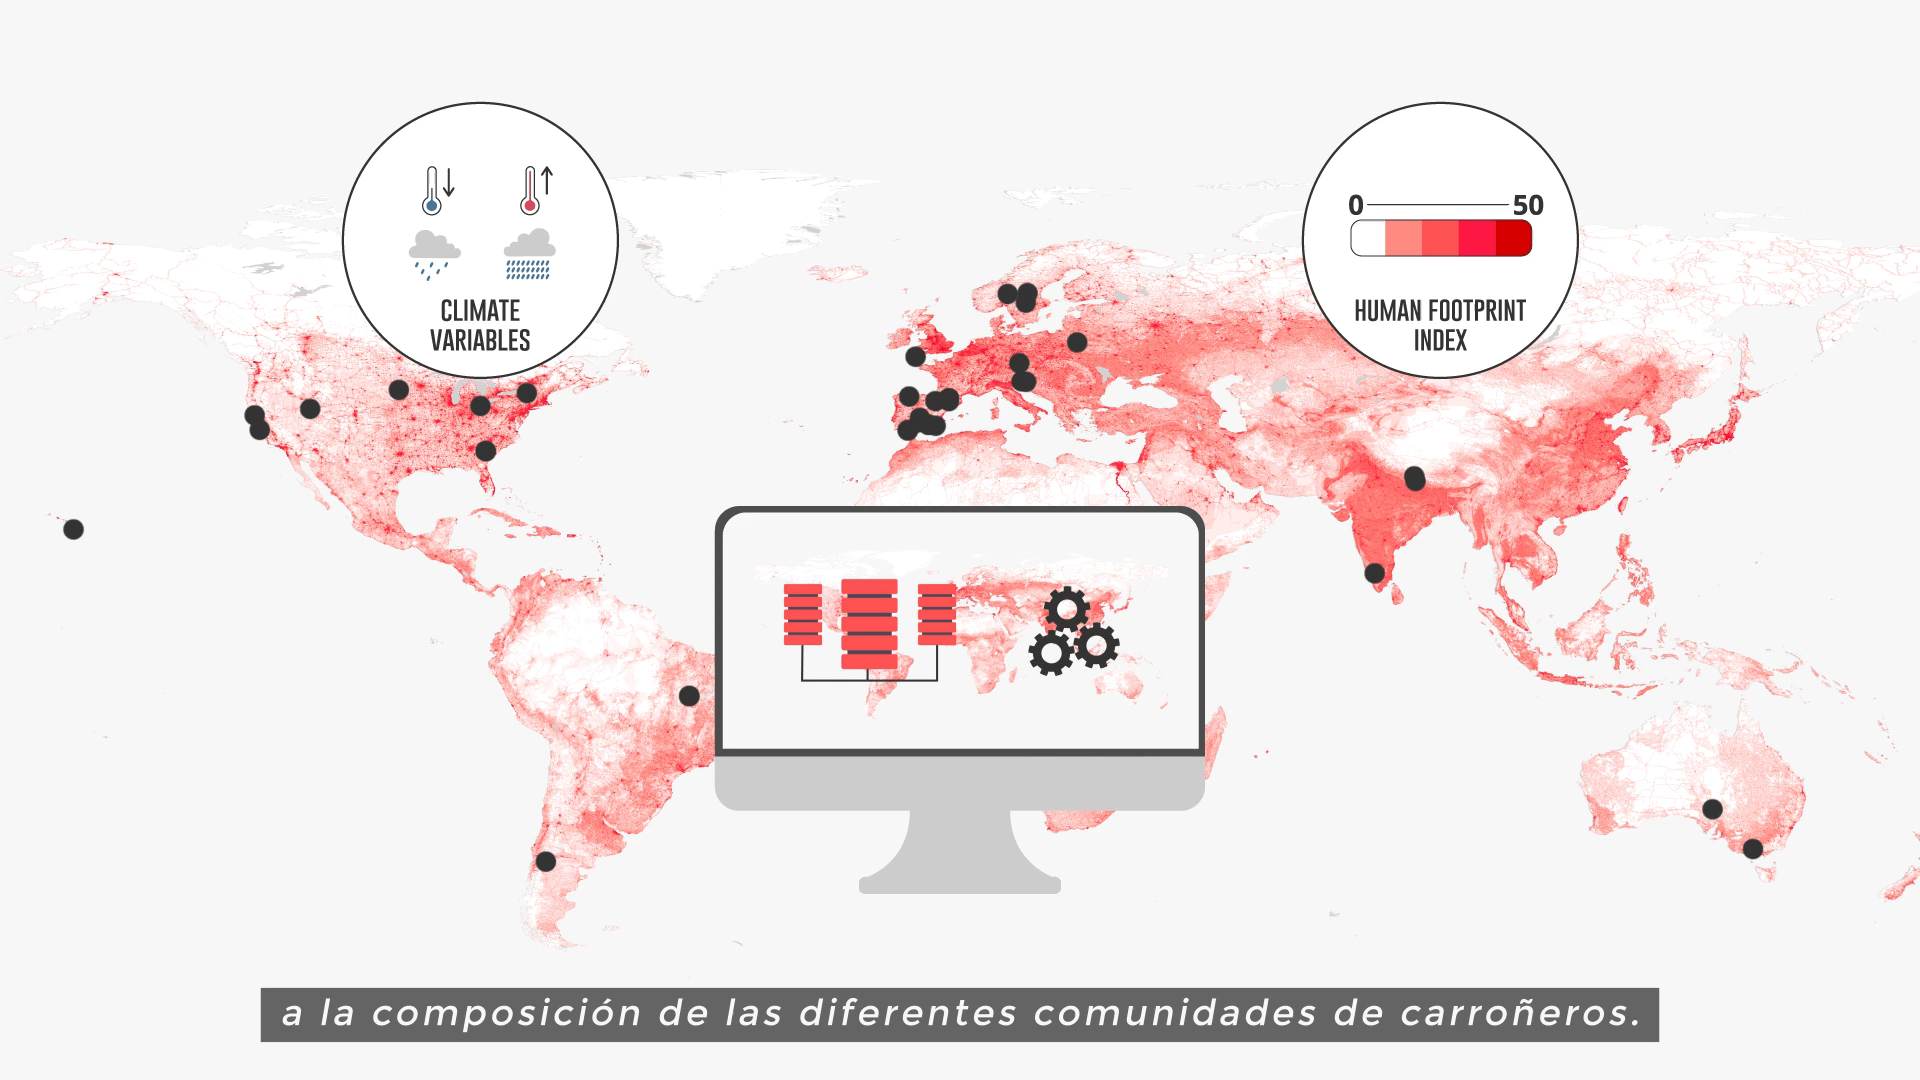 CLIMATE
VARIABLES
0 50
HUMAN FOOTPRINT
INDEX
a la composición de las diferentes comunidades de carroñeros.